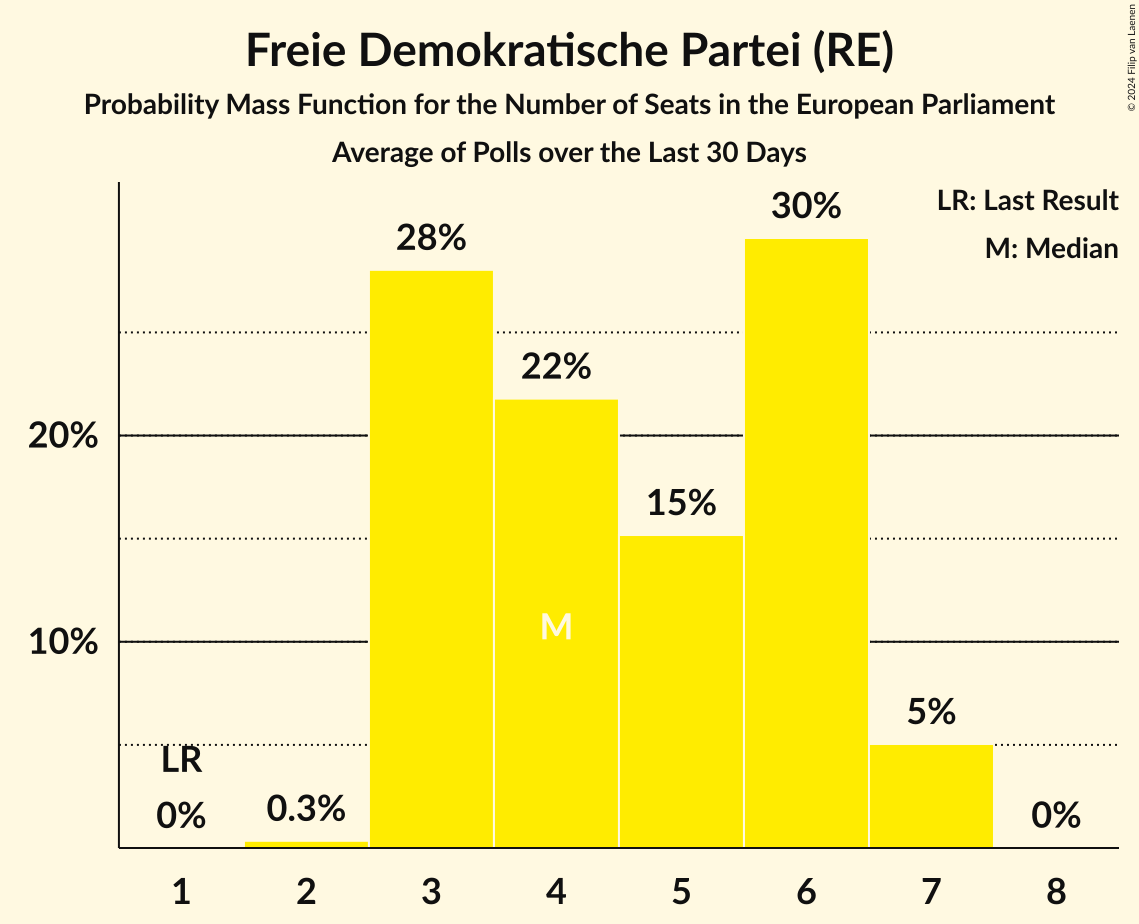 Freie Demokratische Partei (RE)
Probability Mass Function for the Number of Seats in the European Parliament
Average of Polls over the Last 30 Days
© 2024 Filip van Laenen
LR: Last Result
M: Median
30%
28%
22%
20%
15%
M
10%
5%
LR
0%
0.3%
0%
1 2 3 4 5 6 7 8